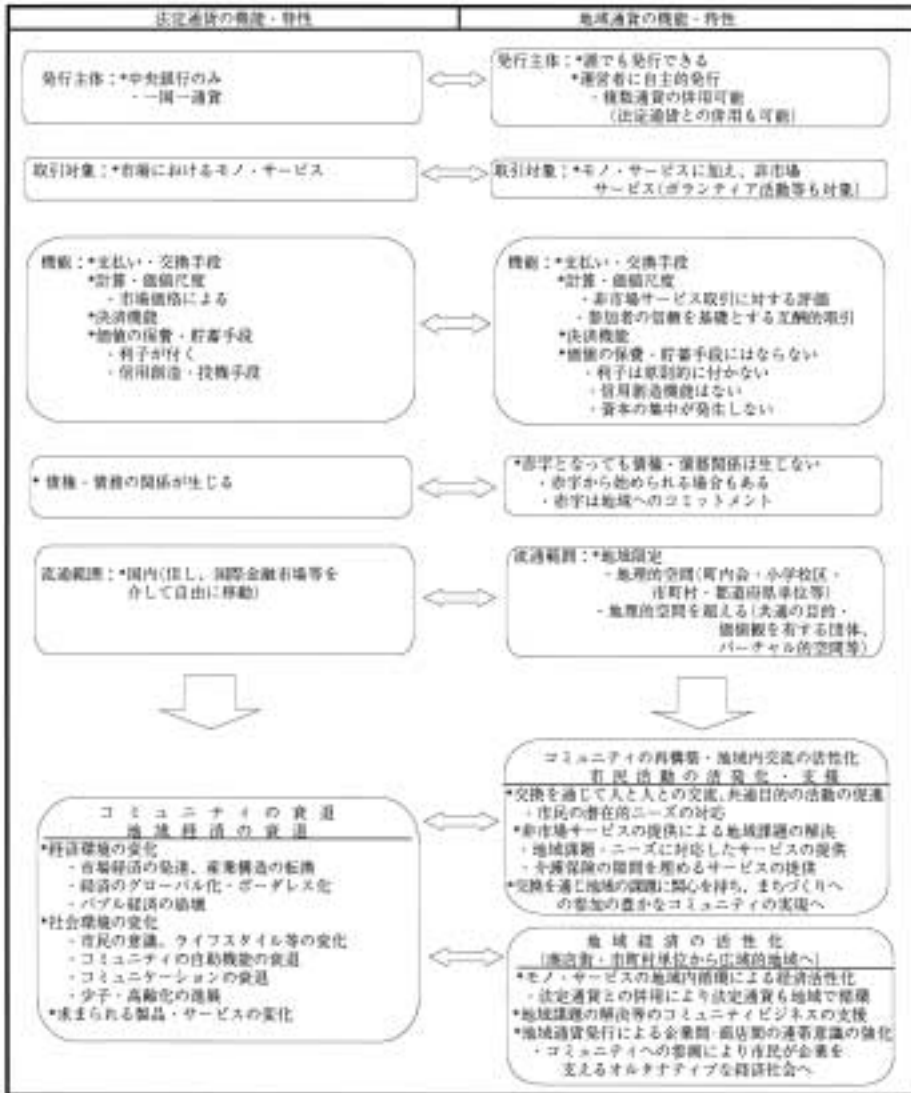 法定通貨の機能・特性
地域通貨の機能・特性
発行主体：*中央銀行のみ
・一国一通貨
発行主体：*誰でも発行できる
*運営者に自主的発行
・複数通貨の併用可能
(法定通貨との併用も可能)
取引対象：*市場におけるモノ・サービス
取引対象：*モノ・サービスに加え、非市場
サービス(ボランティア活動等も対象)
機能：*支払い・交換手段
*計算・価値尺度
・市場価格による
*決済機能
*価値の保費・貯蓄手段
・利子が付く
・信用創造・投機手段
機能：*支払い・交換手段
*計算・価値尺度
・非市場サービス取引に対する評価
・参加者の信頼を基礎とする互酬的取引
*決済機能
*価値の保費・貯蓄手段にはならない
・利子は原則的に付かない
・信用創造機能はない
・資本の集中が発生しない
*債権・債務の関係が生じる
*赤字となっても債権・債務関係は生じない
・赤字から始められる場合もある
・赤字は地域へのコミットメント
流通範囲：*国内(但し、国際金融市場等を
介して自由に移動)
流通範囲：*地域限定
・地理的空間(町内会・小学校区・
市町村・都道府県単位等)
・地理的空間を超える(共通の目的・
価値観を有する団体、
バーチャル的空間等)
コミュニティの衰退
地域経済の衰退
*経済環境の変化
・市場経済の発達、産業構造の転換
・経済のグローバル化・ボーダレス化
・バブル経済の崩壊
*社会環境の変化
・市民の意識、ライフスタイル等の変化
・コミュニティの自助機能の衰退
・コミュニケーションの衰退
・少子・高齢化の進展
*求められる製品・サービスの変化
コミュニティの再構築・地域内交流の活性化
市民活動の活発化・支援
*交換を通じて人と人との交流、共通目的の活動の促進
・市民の潜在的ニーズの対応
*非市場サービスの提供による地域課題の解決
・地域課題・ニーズに対応したサービスの提供
・介護保険の隙間を埋めるサービスの提供
*交換を通じ地域の課題に関心を持ち、まちづくりへ
の参加の豊かなコミュニティの実現へ
地域経済の活性化
(商店街・市町村単位から広域的地域へ)
*モノ・サービスの地域内循環による経済活性化
・法定通貨との併用により法定通貨も地域で循環
*地域課題の解決等のコミュニティビジネスの支援
*地域通貨発行による企業間・商店間の連帯意識の強化
・コミュニティへの参画により市民が企業を
支えるオルタナティブな経済社会へ